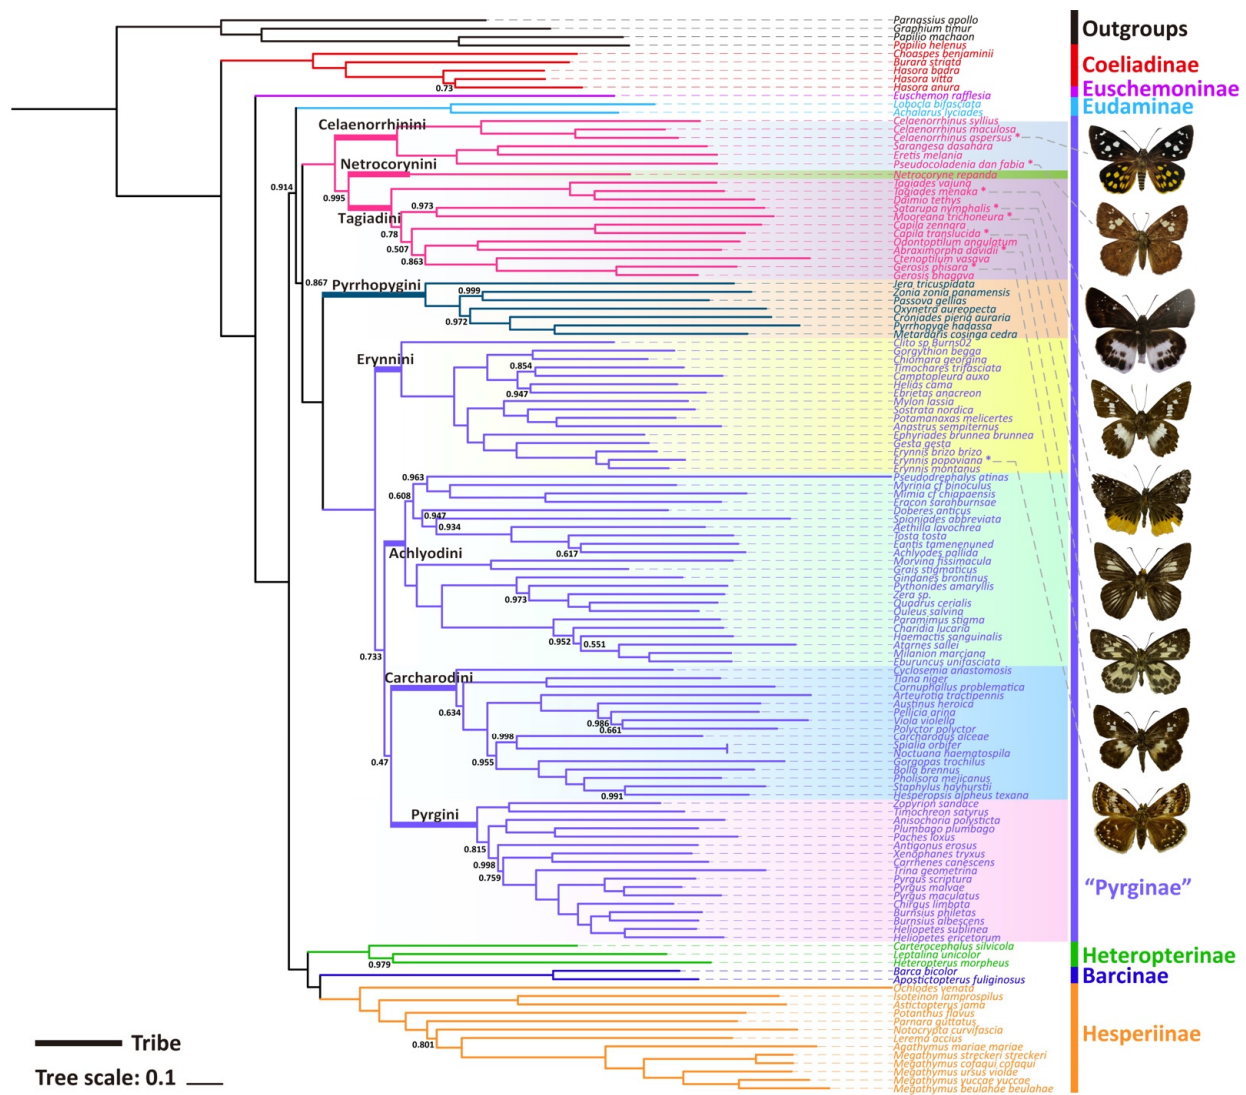 Parnassius apollo
Graphium timur
Papilio machaon
Papilio helenus
Choaspes benjaminii
Burara striata
Hasora badra
Hasora vitta
Hasora anura
Euschemon rafflesia
Lobocla bifasciata
Achalarus lyciades
Celaenorrhinus syllius
Celaenorrhinus maculosa
Celaenorrhinus aspersus *
Sarangesa dasahara
Eretis melania
Pseudocoladenia dan fabia *
Netrocoryne repanda
Tagiades vajuna
Tagiades menaka *
Daimio tethys
Satarupa nymphalis *
Mooreana trichoneura *
Capila zennara
Capila translucida *
Odontoptilum angulatum
Abraximorpha davidii *
Ctenoptilum vasava
Gerosis phisara *
Gerosis bhagava
Jera tricuspidata
Zonia zonia panamensis
Passova gellias
Oxynetra aureopecta
Croniades pieria auraria
Pyrrhopyge hadassa
Metardaris cosinga cedra
Clito sp Burns02
Gorgythion begga
Chiomara georgina
Timochares trifasciata
Camptopleura auxo
Helias cama
Ebrietas anacreon
Mylon lassia
Sostrata nordica
Potamanaxas melicertes
Anastrus sempiternus
Ephyriades brunnea brunnea
Gesta gesta
Erynnis brizo brizo
Erynnis popoviana *
Erynnis montanus
Pseudodrephalys atinas
Myrinia cf binoculus
Mimia cf chiapaensis
Eracon sarahburnsae
Doberes anticus
Spioniades abbreviata
Aethilla lavochrea
Tosta tosta
Eantis tamenenuned
Achlyodes pallida
Morvina fissimacula
Grais stigmaticus
Gindanes brontinus
Pythonides amaryllis
Zera sp.
Quadrus cerialis
Ouleus salvina
Paramimus stigma
Charidia lucaria
Haemactis sanguinalis
Atarnes sallei
Milanion marciana
Eburuncus unifasciata
Cyclosemia anastomosis
Tiana niger
Cornuphallus problematica
Arteurotia tractipennis
Austinus heroica
Pellicia arina
Viola violella
Polyctor polyctor
Carcharodus alceae
Spialia orbifer
Noctuana haematospila
Gorgopas trochilus
Bolla brennus
Pholisora mejicanus
Staphylus hayhurstii
Hesperopsis alpheus texana
Zopyrion sandace
Timochreon satyrus
Anisochoria polysticta
Plumbago plumbago
Paches loxus
Antigonus erosus
Xenophanes tryxus
Carrhenes canescens
Trina geometrina
Pyrgus scriptura
Pyrgus malvae
Pyrgus maculatus
Chirgus limbata
Burnsius philetas
Burnsius albescens
Heliopetes sublinea
Heliopetes ericetorum
Carterocephalus silvicola
Leptalina unicolor
Heteropterus morpheus
Barca bicolor
Apostictopterus fuliginosus
Ochlodes venata
Isoteinon lamprospilus
Astictopterus jama
Potanthus flavus
Parnara guttatus
Notocrypta curvifascia
Lerema accius
Agathymus mariae mariae
Megathymus streckeri streckeri
Megathymus cofaqui cofaqui
Megathymus ursus violae
Megathymus yuccae yuccae
Megathymus beulahae beulahae
Celaenorrhinini
Netrocorynini
Tagiadini
Pyrrhopygini
Erynnini
Achlyodini
Carcharodini
Pyrgini
0.73
0.914
0.995
0.973
0.78
0.507
0.863
0.867
0.999
0.972
0.854
0.947
0.963
0.608
0.947
0.934
0.617
0.973
0.952
0.551
0.733
0.634
0.986
0.661
0.998
0.955
0.47
0.991
0.815
0.998
0.759
0.979
0.801
Outgroups
Coeliadinae
Euschemoninae
Eudaminae
"Pyrginae"
Heteropterinae
Barcinae
Hesperiinae
Tribe
Tree scale: 0.1